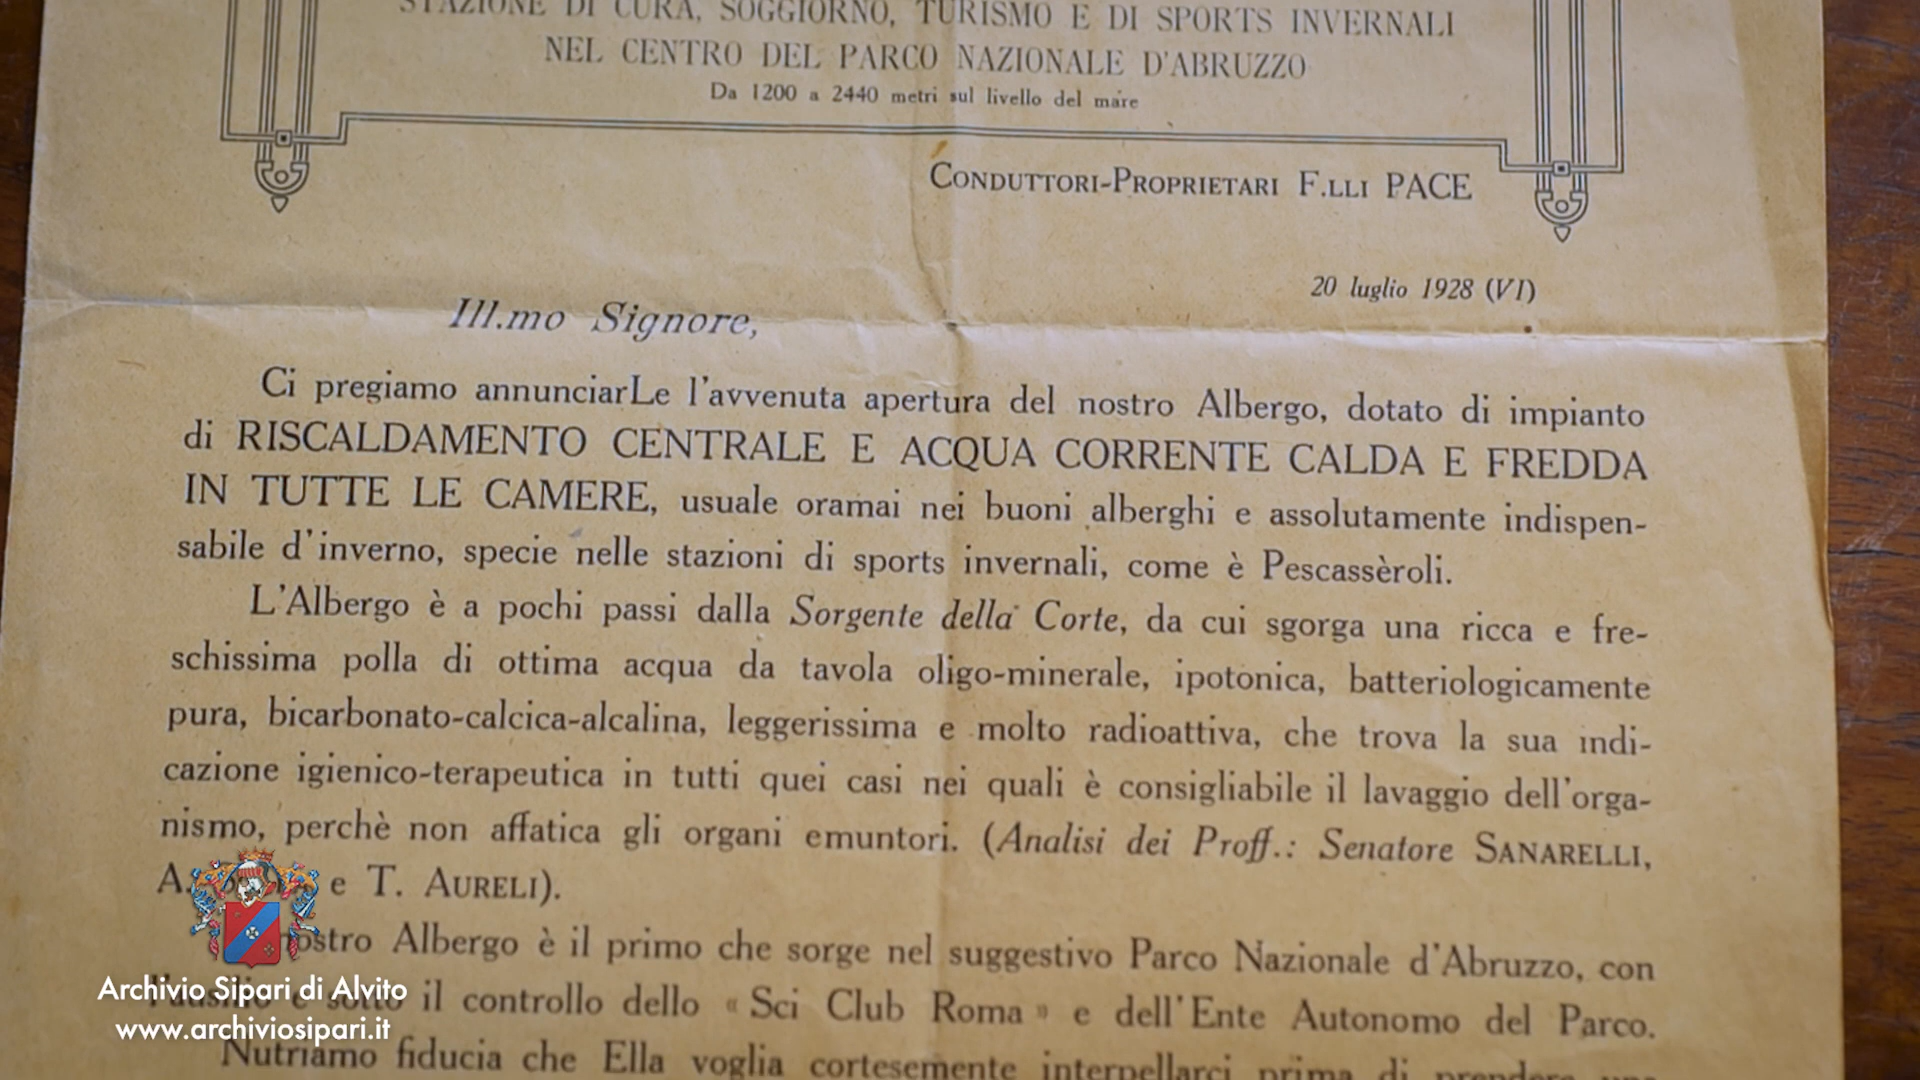 STAZIONE DI CURA, SOGGIORNO, TURISMO E DI SPORTS INVERNALI
NEL CENTRO DEL PARCO NAZIONALE D'ABRUZZO
Da 1200 a 2440 metri sul livello del mare
CONDUTTORI-PROPRIETARI F.LLI PACE
20 luglio 1928 (VI)
Ill.mo Signore,
Ci pregiamo annunciarLe l'avvenuta apertura del nostro Albergo, dotato di impianto
di RISCALDAMENTO CENTRALE E ACQUA CORRENTE CALDA E FREDDA
IN TUTTE LE CAMERE, usuale oramai nei buoni alberghi e assolutamente indispen-
sabile d'inverno, specie nelle stazioni di sports invernali, come è Pescassèroli.
L'Albergo è a pochi passi dalla Sorgente della Corte, da cui sgorga una ricca e fre-
schissima polla di ottima acqua da tavola oligo-minerale, ipotonica, batteriologicamente
pura, bicarbonato-calcica-alcalina, leggerissima e molto radioattiva, che trova la sua indi-
cazione igienico-terapeutica in tutti quei casi nei quali è consigliabile il lavaggio dell'orga-
nismo, perchè non affatica gli organi emuntori. (Analisi dei Proff.: Senatore SANARELLI,
A. e T. AURELI).
nostro Albergo è il primo che sorge nel suggestivo Parco Nazionale d'Abruzzo, con
il controllo dello « Sci Club Roma » e dell'Ente Autonomo del Parco.
Nutriamo fiducia che Ella voglia cortesemente interpellarci prima di prendere una
Archivio Sipari di Alvito
www.archiviosipari.it